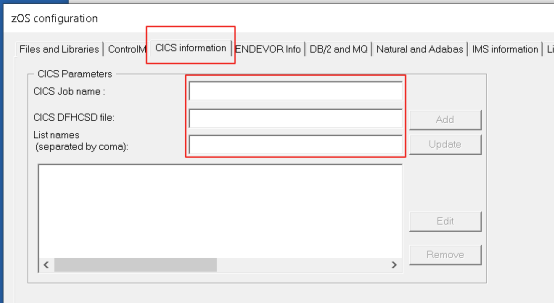 zOS configuration
Files and Libraries ControlM CICS information ENDEVOR Info DB/2 and MQ Natural and Adabas IMS information Li
CICS Parameters
CICS Job name :
CICS DFHCSD file: Add
List names
(separated by coma): Update
Edit
Remove